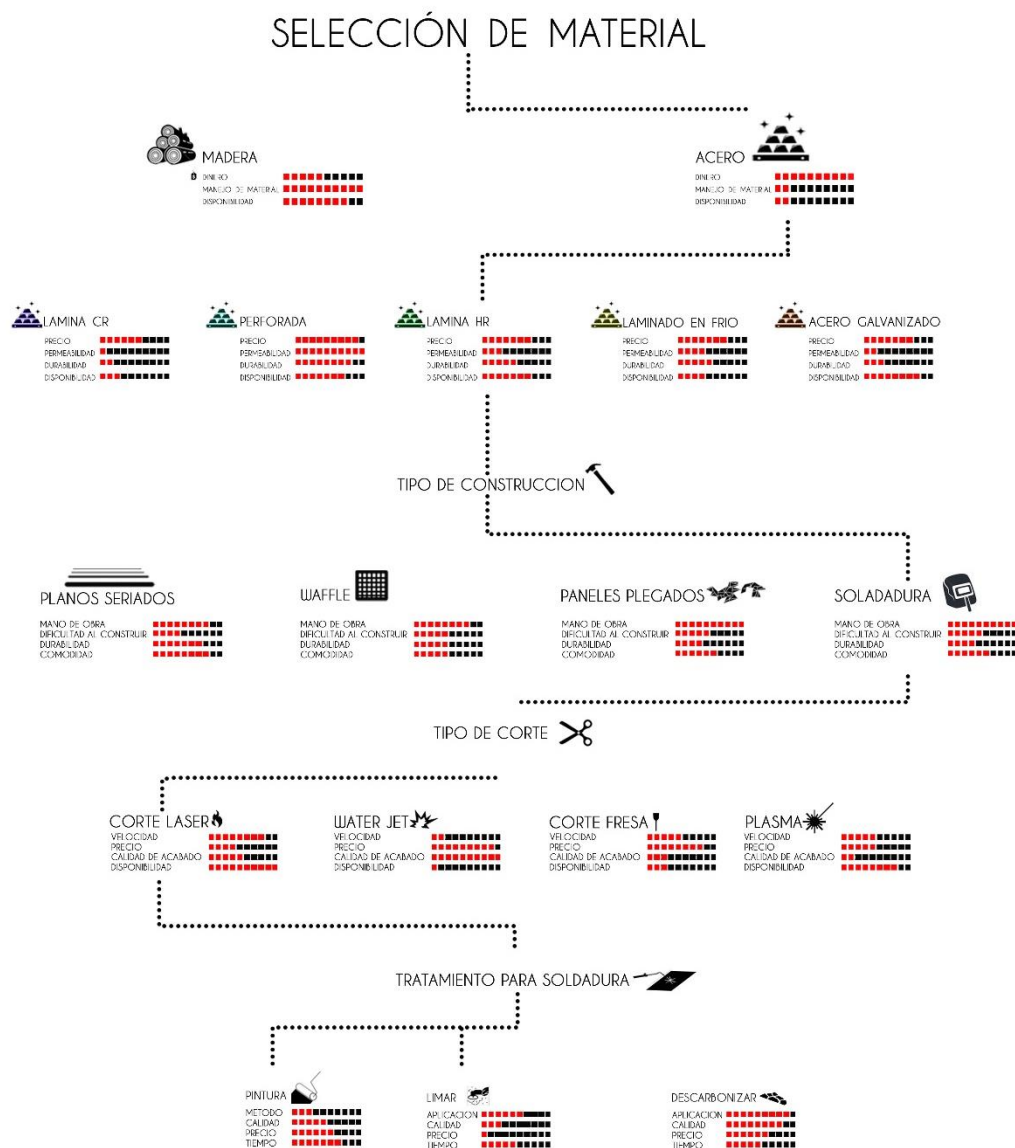 SELECCIÓN DE MATERIAL
MADERA
DINERO
MANEJO DE MATERIAL
DISPONIBILIDAD
ACERO
DINERO
MANEJO DE MATERIAL
DISPONIBILIDAD
LAMINA CR
PRECIO
PERMEABILIDAD
DURABILIDAD
DISPONIBILIDAD
PERFORADA
PRECIO
PERMEABILIDAD
DURABILIDAD
DISPONIBILIDAD
LAMINA HR
PRECIO
PERMEABILIDAD
DURABILIDAD
DISPONIBILIDAD
LAMINADO EN FRIO
PRECIO
PERMEABILIDAD
DURABILIDAD
DISPONIBILIDAD
ACERO GALVANIZADO
PRECIO
PERMEABILIDAD
DURABILIDAD
DISPONIBILIDAD
TIPO DE CONSTRUCCION
PLANOS SERIADOS
MANO DE OBRA
DIFICULTAD AL CONSTRUIR
DURABILIDAD
COMODIDAD
WAFFLE
MANO DE OBRA
DIFICULTAD AL CONSTRUIR
DURABILIDAD
COMODIDAD
PANELES PLEGADOS
MANO DE OBRA
DIFICULTAD AL CONSTRUIR
DURABILIDAD
COMODIDAD
SOLADADURA
MANO DE OBRA
DIFICULTAD AL CONSTRUIR
DURABILIDAD
COMODIDAD
TIPO DE CORTE
CORTE LASER
VELOCIDAD
PRECIO
CALIDAD DE ACABADO
DISPONIBILIDAD
WATER JET
VELOCIDAD
PRECIO
CALIDAD DE ACABADO
DISPONIBILIDAD
CORTE FRESA
VELOCIDAD
PRECIO
CALIDAD DE ACABADO
DISPONIBILIDAD
PLASMA
VELOCIDAD
PRECIO
CALIDAD DE ACABADO
DISPONIBILIDAD
TRATAMIENTO PARA SOLDADURA
PINTURA
METODO
CALIDAD
PRECIO
TIEMPO
LIMAR
APLICACION
CALIDAD
PRECIO
TIEMPO
DESCARBONIZAR
APLICACION
CALIDAD
PRECIO
TIEMPO